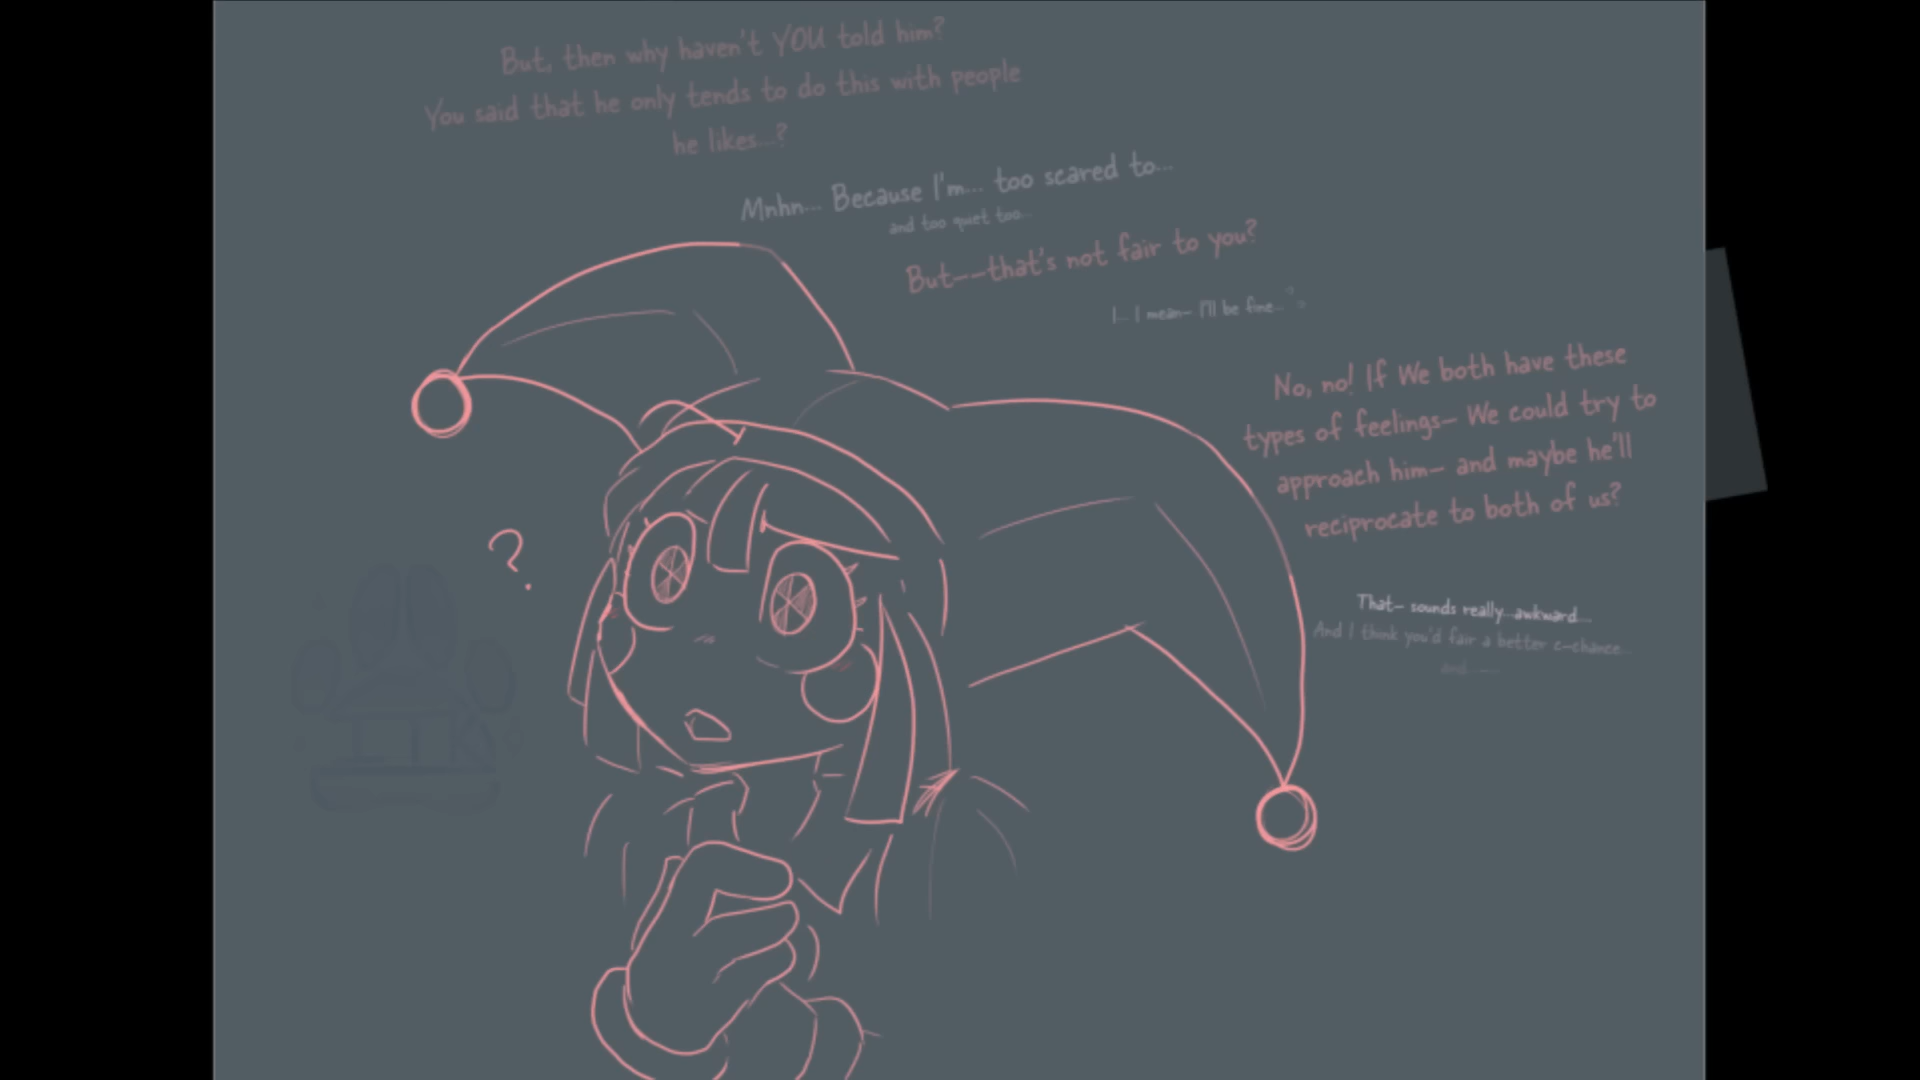 But, then why haven't YOU told him?
You said that he only tends to do this with people
he likes...?
Mnhn... Because I'm... too scared to...
and too quiet too...
But--that's not fair to you?
I... I mean- I'll be fine...
No, no! If We both have these
types of feelings- We could try to
approach him- and maybe he'll
reciprocate to both of us?
?
That- sounds really...awkward...
And I think you'd fair a better c-chance...
And......